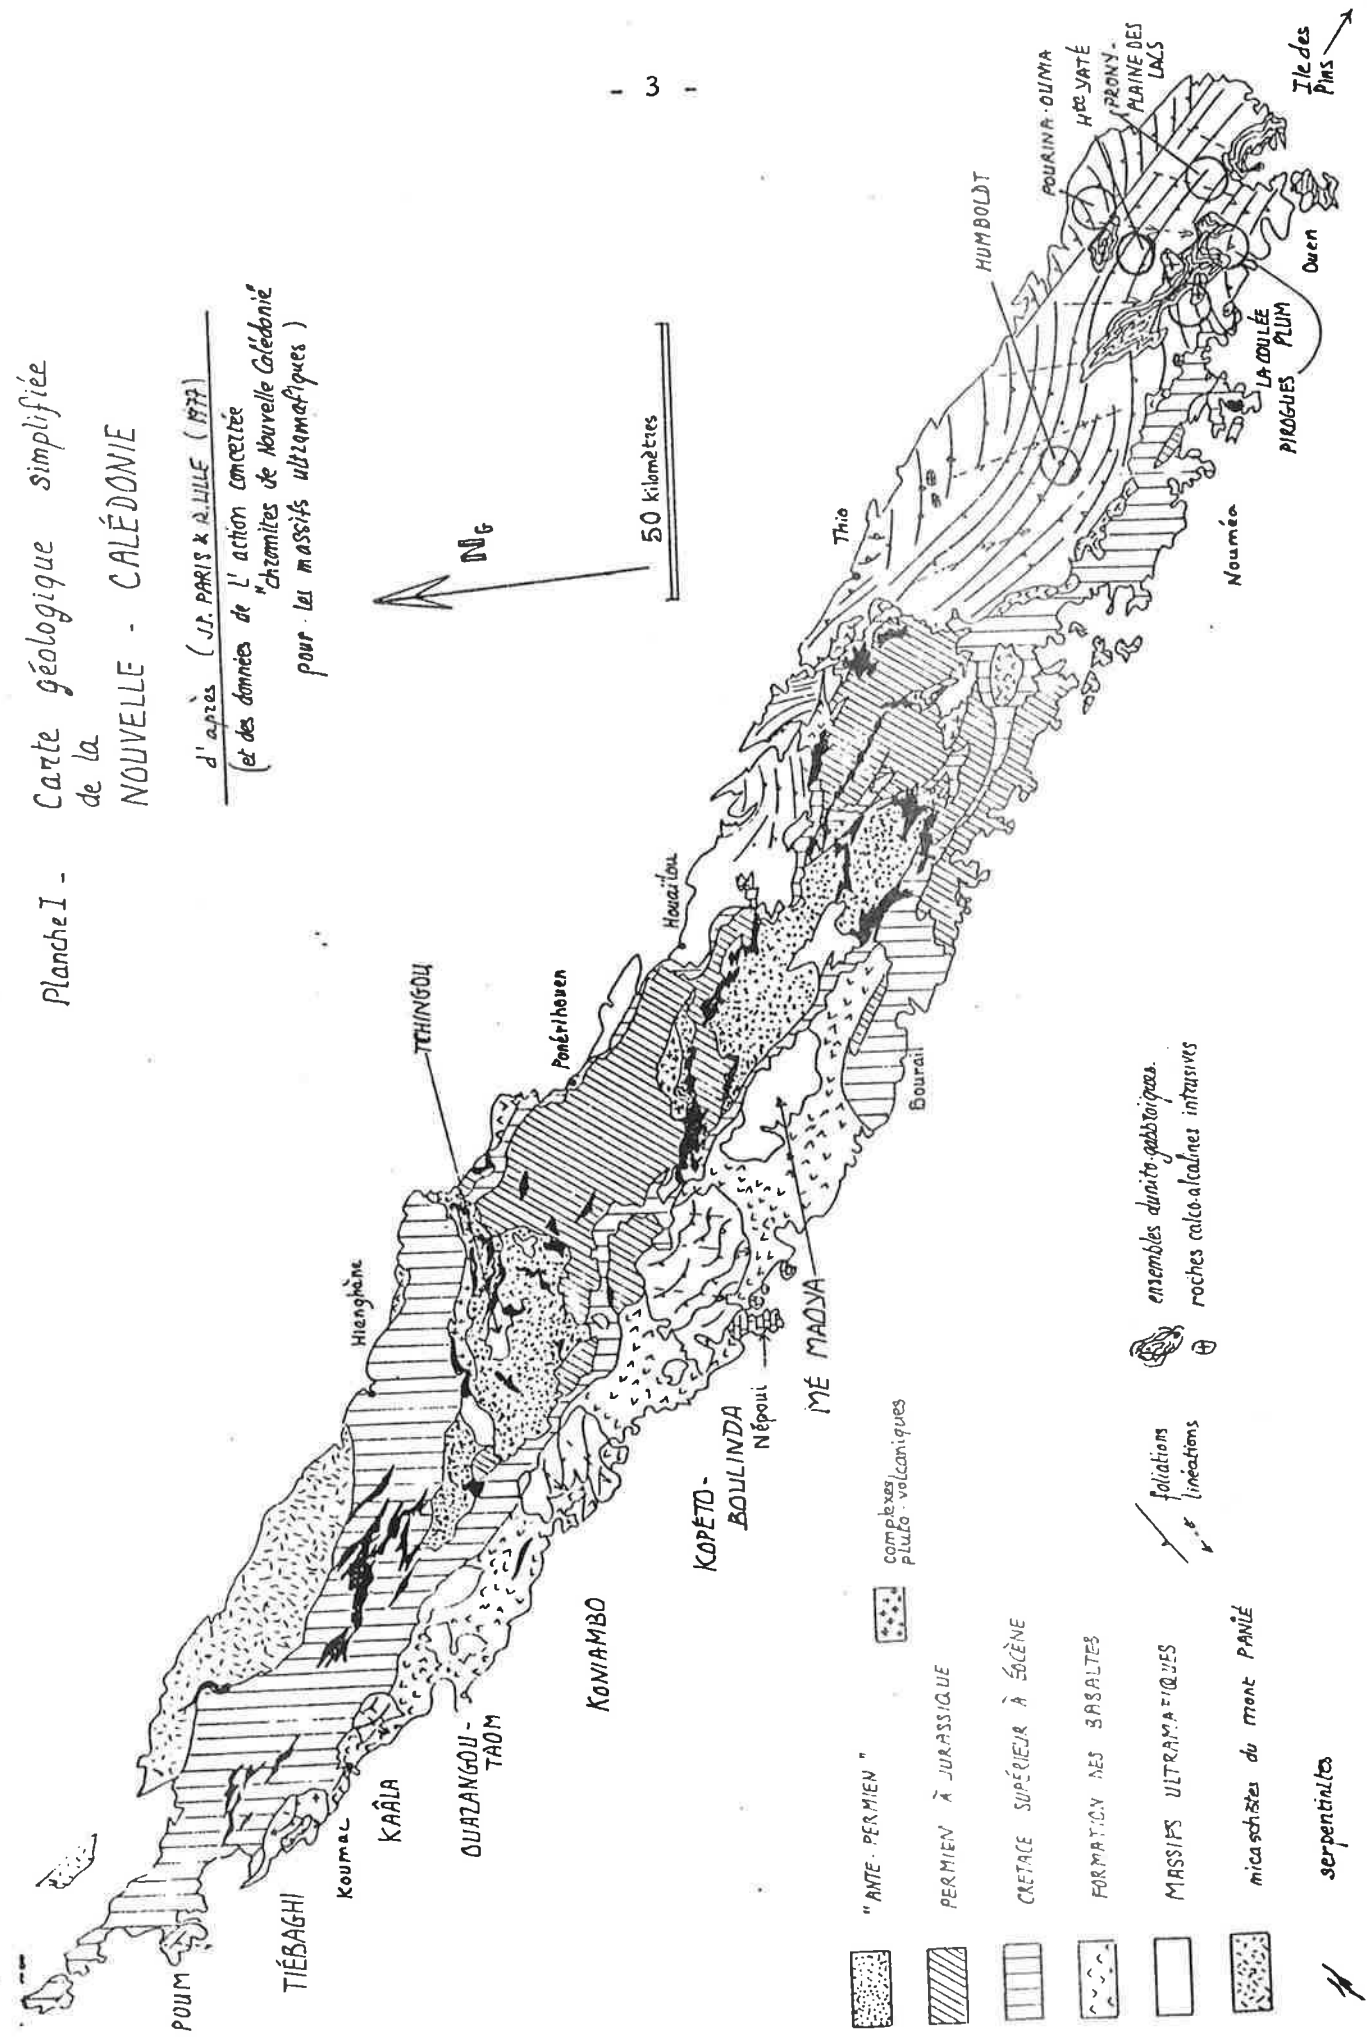 - 3 -
Planche I - Carte géologique simplifiée
de la
NOUVELLE - CALÉDONIE
d'après (J.P. PARIS & R. LILLE (1977)
(et des données de l'action concertée
"chromites de Nouvelle Calédonie"
pour les massifs ultramafiques)
NG
50 kilomètres
POUM
TIÉBAGHI
Koumac
KAÂLA
OUAZANGOU-
TAOM
KONIAMBO
KOPÉTO-
BOULINDA
Népoui
MÉ MAOYA
Bourail
Hienghène
TCHINGOU
Ponérihouen
Houaïlou
Thio
HUMBOLDT
Nouméa
POURINA-OUNIA
Hte YATÉ
PRONY-
PLAINE DES
LACS
Ile des
Pins
Ouen
LA COULÉE
PLUM
PIROGUES
"ANTE-PERMIEN"
PERMIEN À JURASSIQUE
CRETACE SUPÉRIEUR À ÉOCÈNE
FORMATION DES BASALTES
MASSIFS ULTRAMAFIQUES
micaschistes du mont PANIÉ
serpentinites
complexes
pluto-volcaniques
foliations
linéations
ensembles dunito-gabbroïques
roches calco-alcalines intrusives